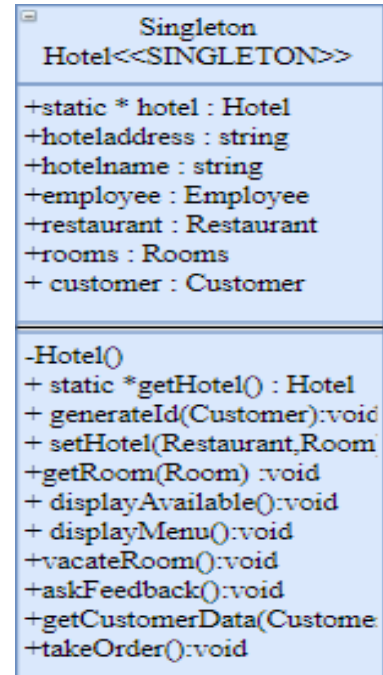 Singleton
Hotel<<SINGLETON>>
+static * hotel : Hotel
+hoteladdress : string
+hotelname : string
+employee : Employee
+restaurant : Restaurant
+rooms : Rooms
+ customer : Customer
-Hotel()
+ static *getHotel() : Hotel
+ generateId(Customer):void
+ setHotel(Restaurant,Room
+getRoom(Room) :void
+ displayAvailable():void
+ displayMenu():void
+vacateRoom():void
+askFeedback():void
+getCustomerData(Custome
+takeOrder():void